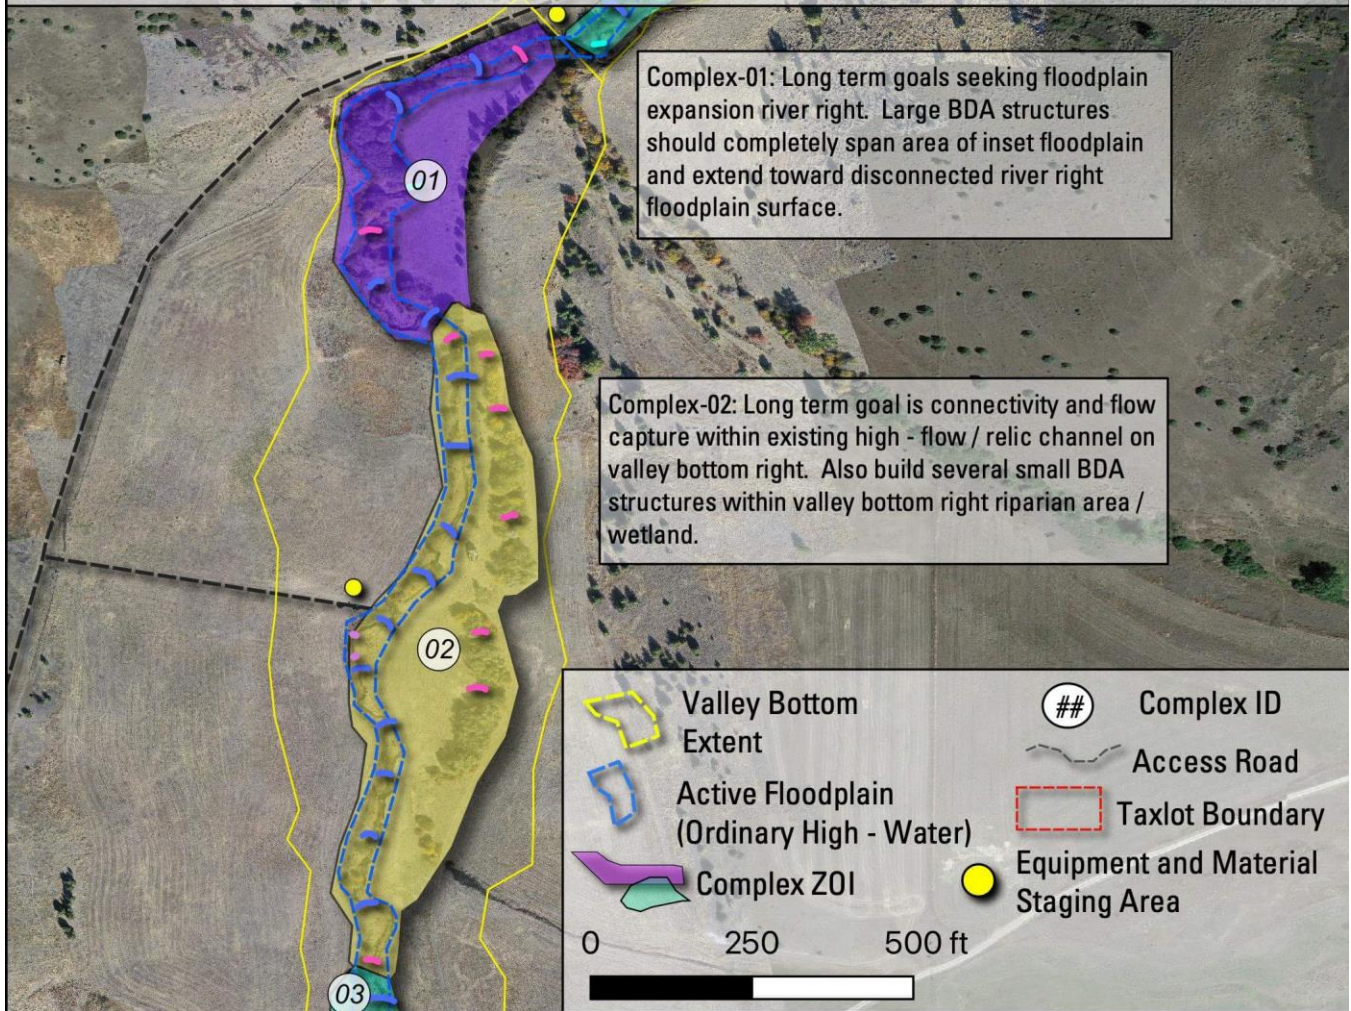 Complex-01: Long term goals seeking floodplain
expansion river right. Large BDA structures
should completely span area of inset floodplain
and extend toward disconnected river right
floodplain surface.
01
Complex-02: Long term goal is connectivity and flow
capture within existing high - flow / relic channel on
valley bottom right. Also build several small BDA
structures within valley bottom right riparian area /
wetland.
02
03
Valley Bottom
Extent
Active Floodplain
(Ordinary High - Water)
Complex ZOI
0 250 500 ft
## Complex ID
Access Road
Taxlot Boundary
Equipment and Material
Staging Area